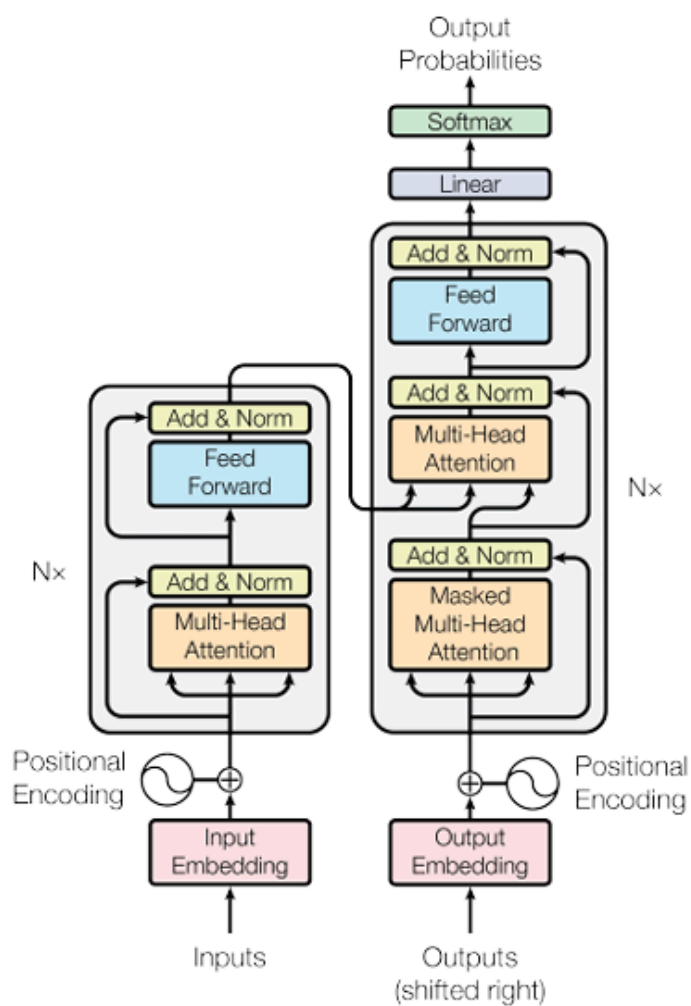 Output
Probabilities
Softmax
Linear
Add & Norm
Feed
Forward
Add & Norm
Multi-Head
Attention
Add & Norm
Masked
Multi-Head
Attention
Nx
Add & Norm
Feed
Forward
Add & Norm
Multi-Head
Attention
Nx
Positional
Encoding
Positional
Encoding
Input
Embedding
Output
Embedding
Inputs
Outputs
(shifted right)